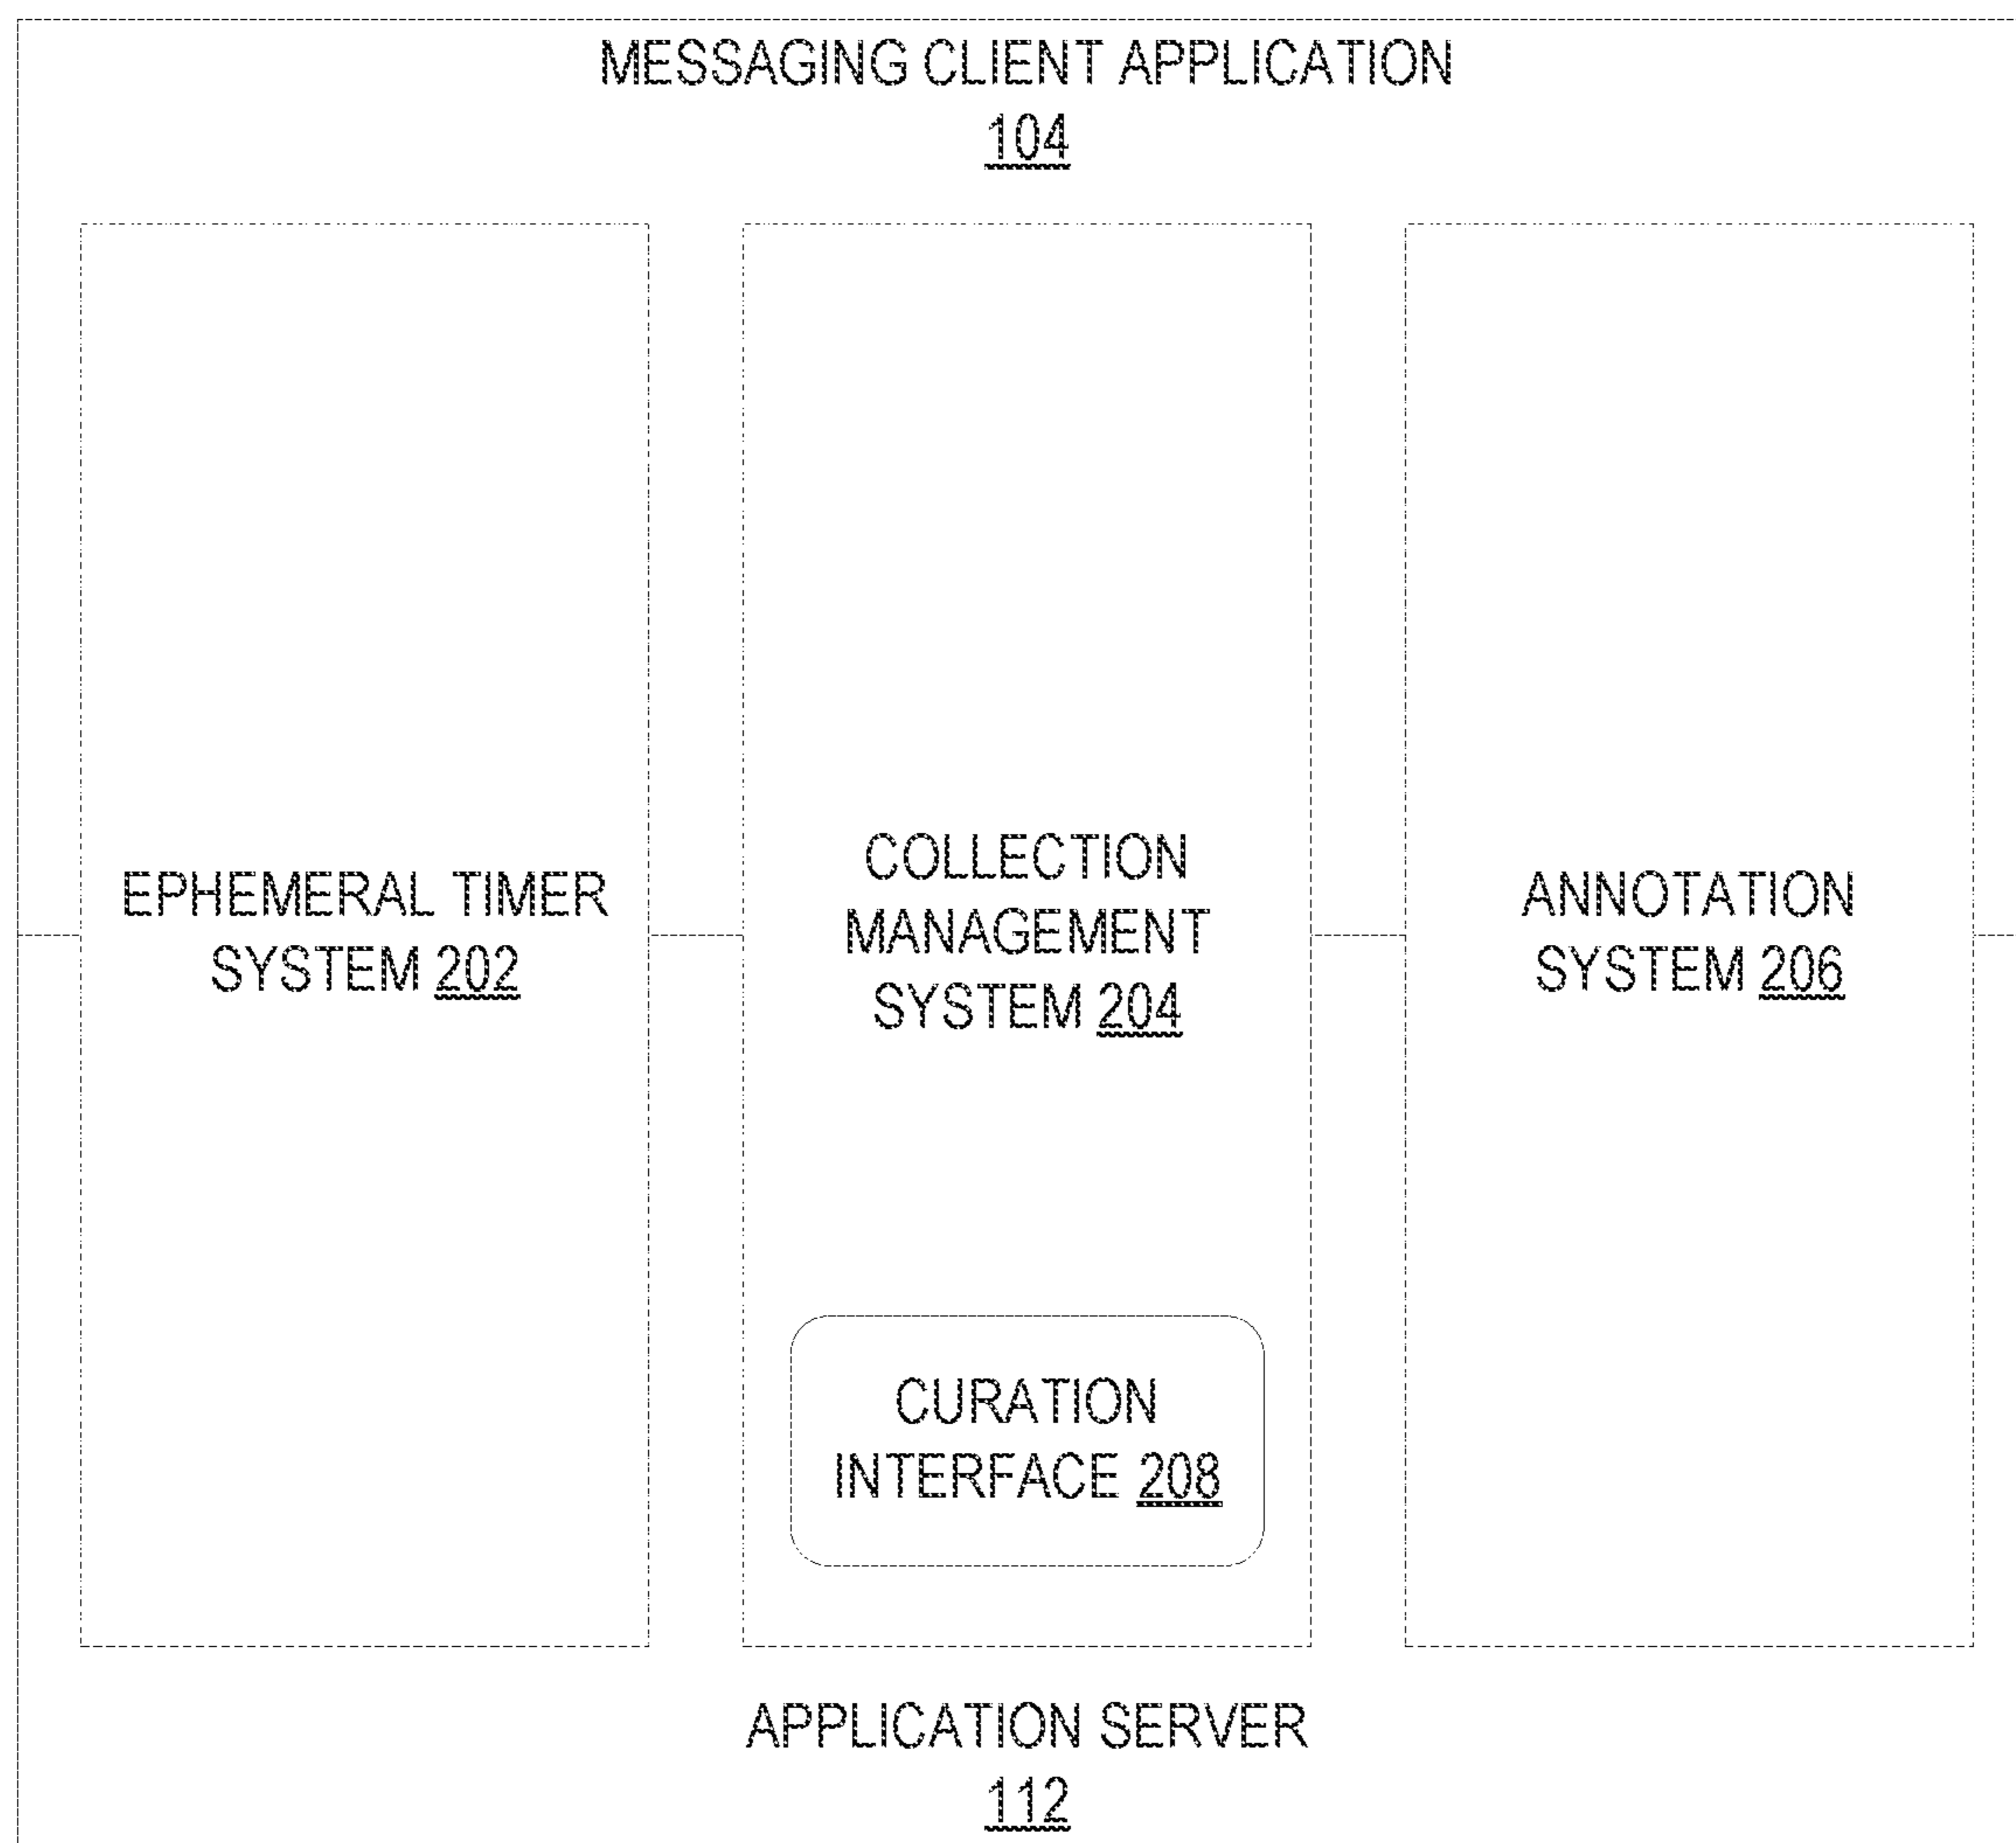 MESSAGING CLIENT APPLICATION
104
EPHEMERAL TIMER
SYSTEM 202
COLLECTION
MANAGEMENT
SYSTEM 204
ANNOTATION
SYSTEM 206
CURATION
INTERFACE 208
APPLICATION SERVER
112